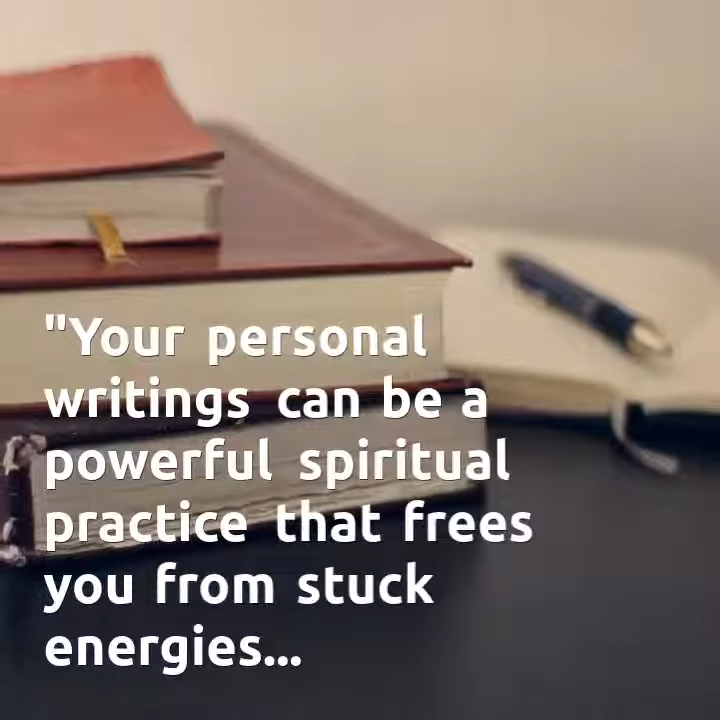 "Your personal
writings can be a
powerful spiritual
practice that frees
you from stuck
energies...